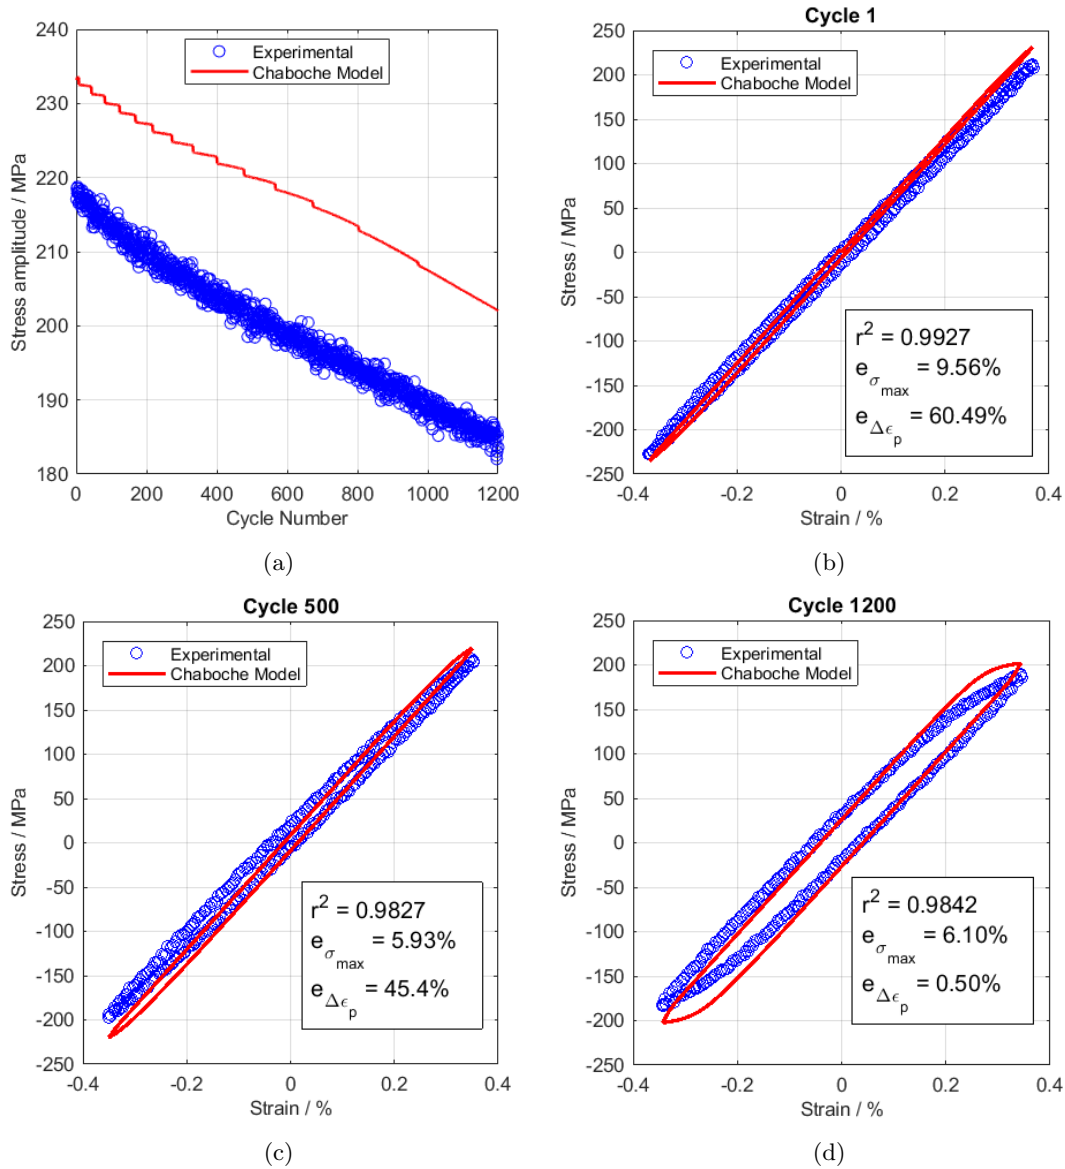 240
230
220
210
200
190
180
Stress amplitude / MPa
Experimental
Chaboche Model
0 200 400 600 800 1000 1200
Cycle Number
(a)
Cycle 1
250
200
150
100
50
0
-50
-100
-150
-200
-250
Stress / MPa
Experimental
Chaboche Model
r² = 0.9927
e σmax = 9.56%
e Δϵp = 60.49%
-0.4 -0.2 0 0.2 0.4
Strain / %
(b)
Cycle 500
250
200
150
100
50
0
-50
-100
-150
-200
-250
Stress / MPa
Experimental
Chaboche Model
r² = 0.9827
e σmax = 5.93%
e Δϵp = 45.4%
-0.4 -0.2 0 0.2 0.4
Strain / %
(c)
Cycle 1200
250
200
150
100
50
0
-50
-100
-150
-200
-250
Stress / MPa
Experimental
Chaboche Model
r² = 0.9842
e σmax = 6.10%
e Δϵp = 0.50%
-0.4 -0.2 0 0.2 0.4
Strain / %
(d)